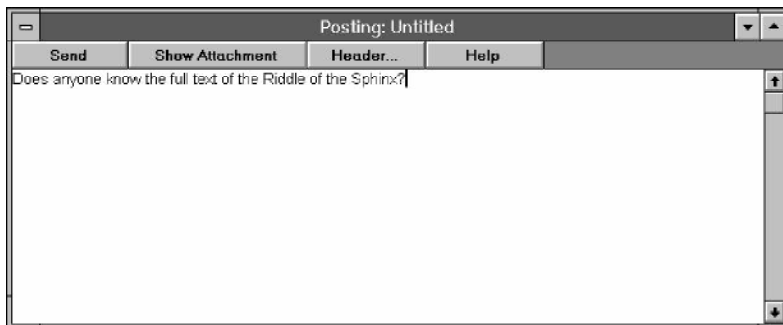 Posting: Untitled
Send Show Attachment Header... Help
Does anyone know the full text of the Riddle of the Sphinx?